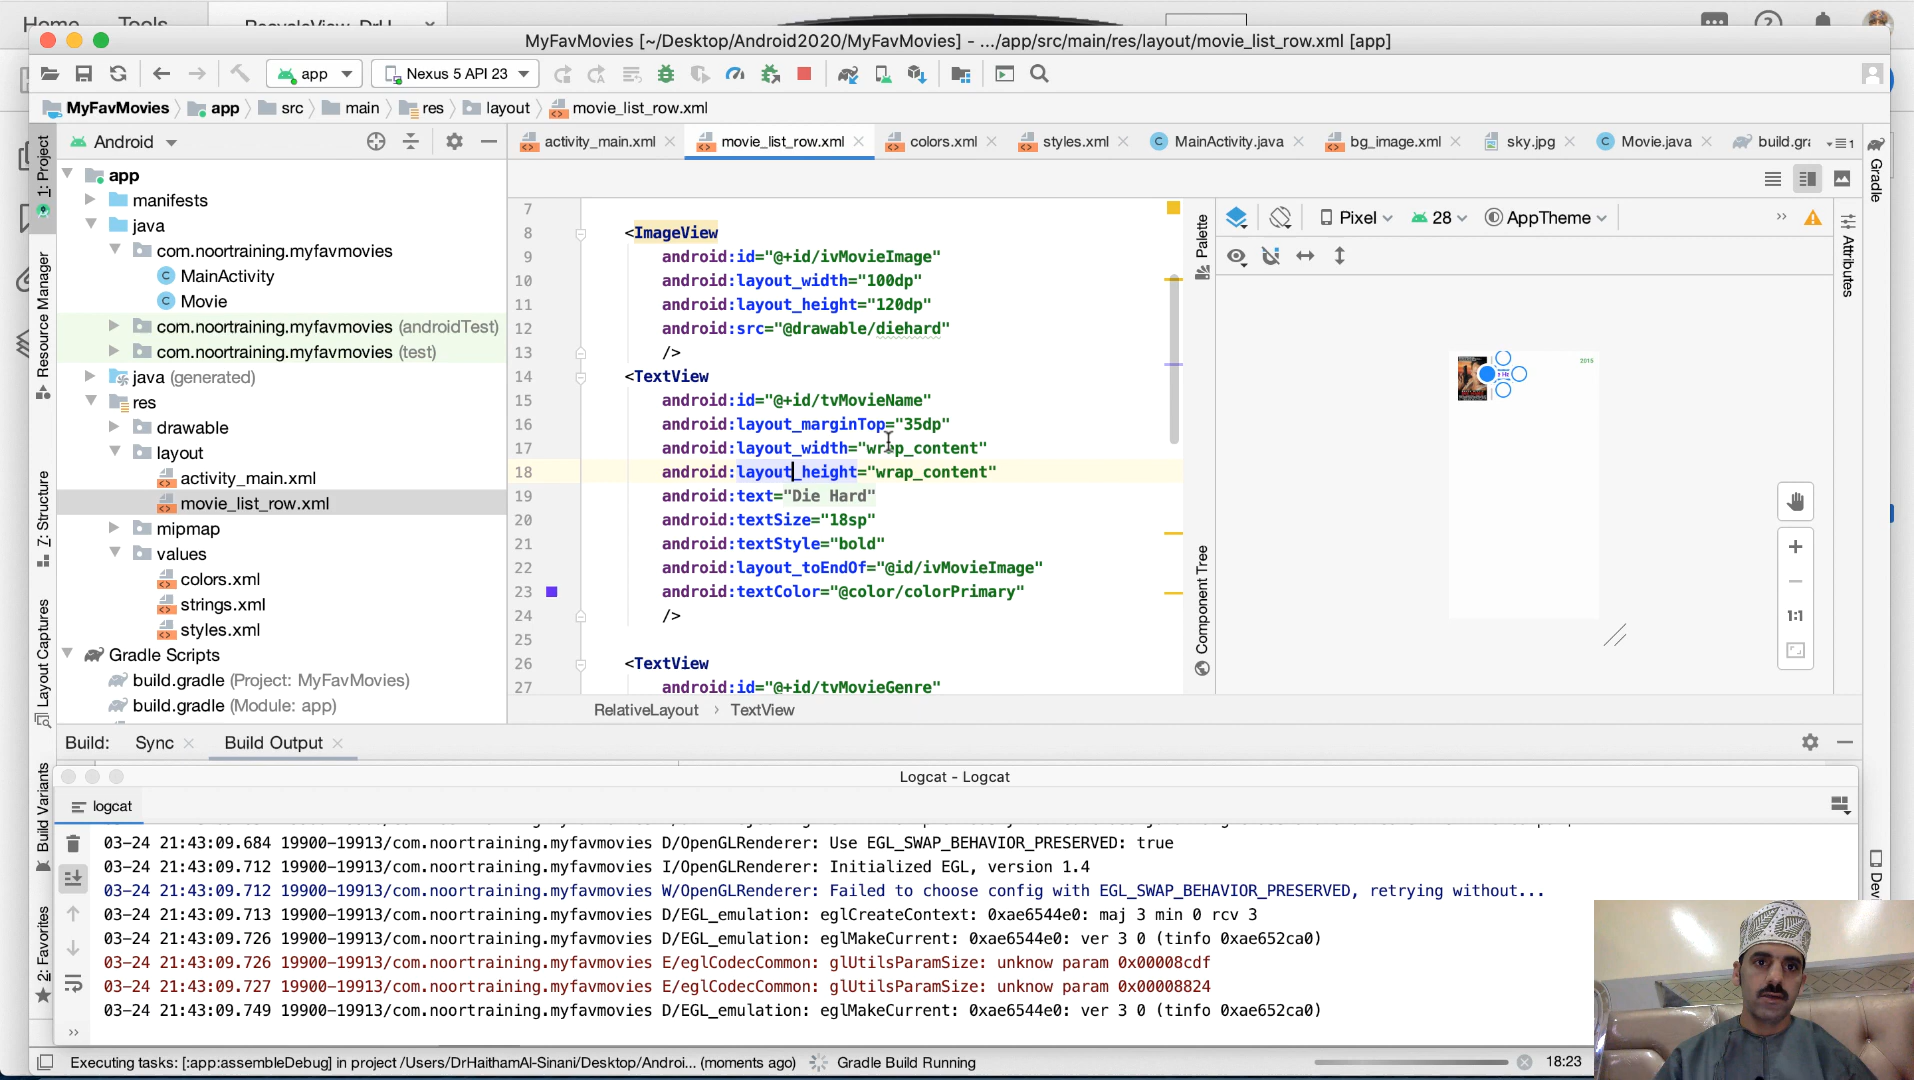 Home Tools
MyFavMovies [~/Desktop/Android2020/MyFavMovies] - .../app/src/main/res/layout/movie_list_row.xml [app]
app Nexus 5 API 23
MyFavMovies app src main res layout movie_list_row.xml
Android
activity_main.xml movie_list_row.xml colors.xml styles.xml MainActivity.java bg_image.xml sky.jpg Movie.java build.gra 1
1: Project
Resource Manager
7: Structure
Layout Captures
Build Variants
2: Favorites
app
manifests
java
com.noortraining.myfavmovies
MainActivity
Movie
com.noortraining.myfavmovies (androidTest)
com.noortraining.myfavmovies (test)
java (generated)
res
drawable
layout
activity_main.xml
movie_list_row.xml
mipmap
values
colors.xml
strings.xml
styles.xml
Gradle Scripts
build.gradle (Project: MyFavMovies)
build.gradle (Module: app)
7
8 <ImageView
9 android:id="@+id/ivMovieImage"
10 android:layout_width="100dp"
11 android:layout_height="120dp"
12 android:src="@drawable/diehard"
13 />
14 <TextView
15 android:id="@+id/tvMovieName"
16 android:layout_marginTop="35dp"
17 android:layout_width="wrap_content"
18 android:layout_height="wrap_content"
19 android:text="Die Hard"
20 android:textSize="18sp"
21 android:textStyle="bold"
22 android:layout_toEndOf="@id/ivMovieImage"
23 android:textColor="@color/colorPrimary"
24 />
25
26 <TextView
27 android:id="@+id/tvMovieGenre"
RelativeLayout › TextView
Palette
Component Tree
Pixel 28 AppTheme
2015
1:1
Attributes
Gradle
Dev
Build: Sync Build Output
Logcat - Logcat
logcat
03-24 21:43:09.684 19900-19913/com.noortraining.myfavmovies D/OpenGLRenderer: Use EGL_SWAP_BEHAVIOR_PRESERVED: true
03-24 21:43:09.712 19900-19913/com.noortraining.myfavmovies I/OpenGLRenderer: Initialized EGL, version 1.4
03-24 21:43:09.712 19900-19913/com.noortraining.myfavmovies W/OpenGLRenderer: Failed to choose config with EGL_SWAP_BEHAVIOR_PRESERVED, retrying without...
03-24 21:43:09.713 19900-19913/com.noortraining.myfavmovies D/EGL_emulation: eglCreateContext: 0xae6544e0: maj 3 min 0 rcv 3
03-24 21:43:09.726 19900-19913/com.noortraining.myfavmovies D/EGL_emulation: eglMakeCurrent: 0xae6544e0: ver 3 0 (tinfo 0xae652ca0)
03-24 21:43:09.726 19900-19913/com.noortraining.myfavmovies E/eglCodecCommon: glUtilsParamSize: unknow param 0x00008cdf
03-24 21:43:09.727 19900-19913/com.noortraining.myfavmovies E/eglCodecCommon: glUtilsParamSize: unknow param 0x00008824
03-24 21:43:09.749 19900-19913/com.noortraining.myfavmovies D/EGL_emulation: eglMakeCurrent: 0xae6544e0: ver 3 0 (tinfo 0xae652ca0)
Executing tasks: [:app:assembleDebug] in project /Users/DrHaithamAl-Sinani/Desktop/Androi... (moments ago) Gradle Build Running 18:23